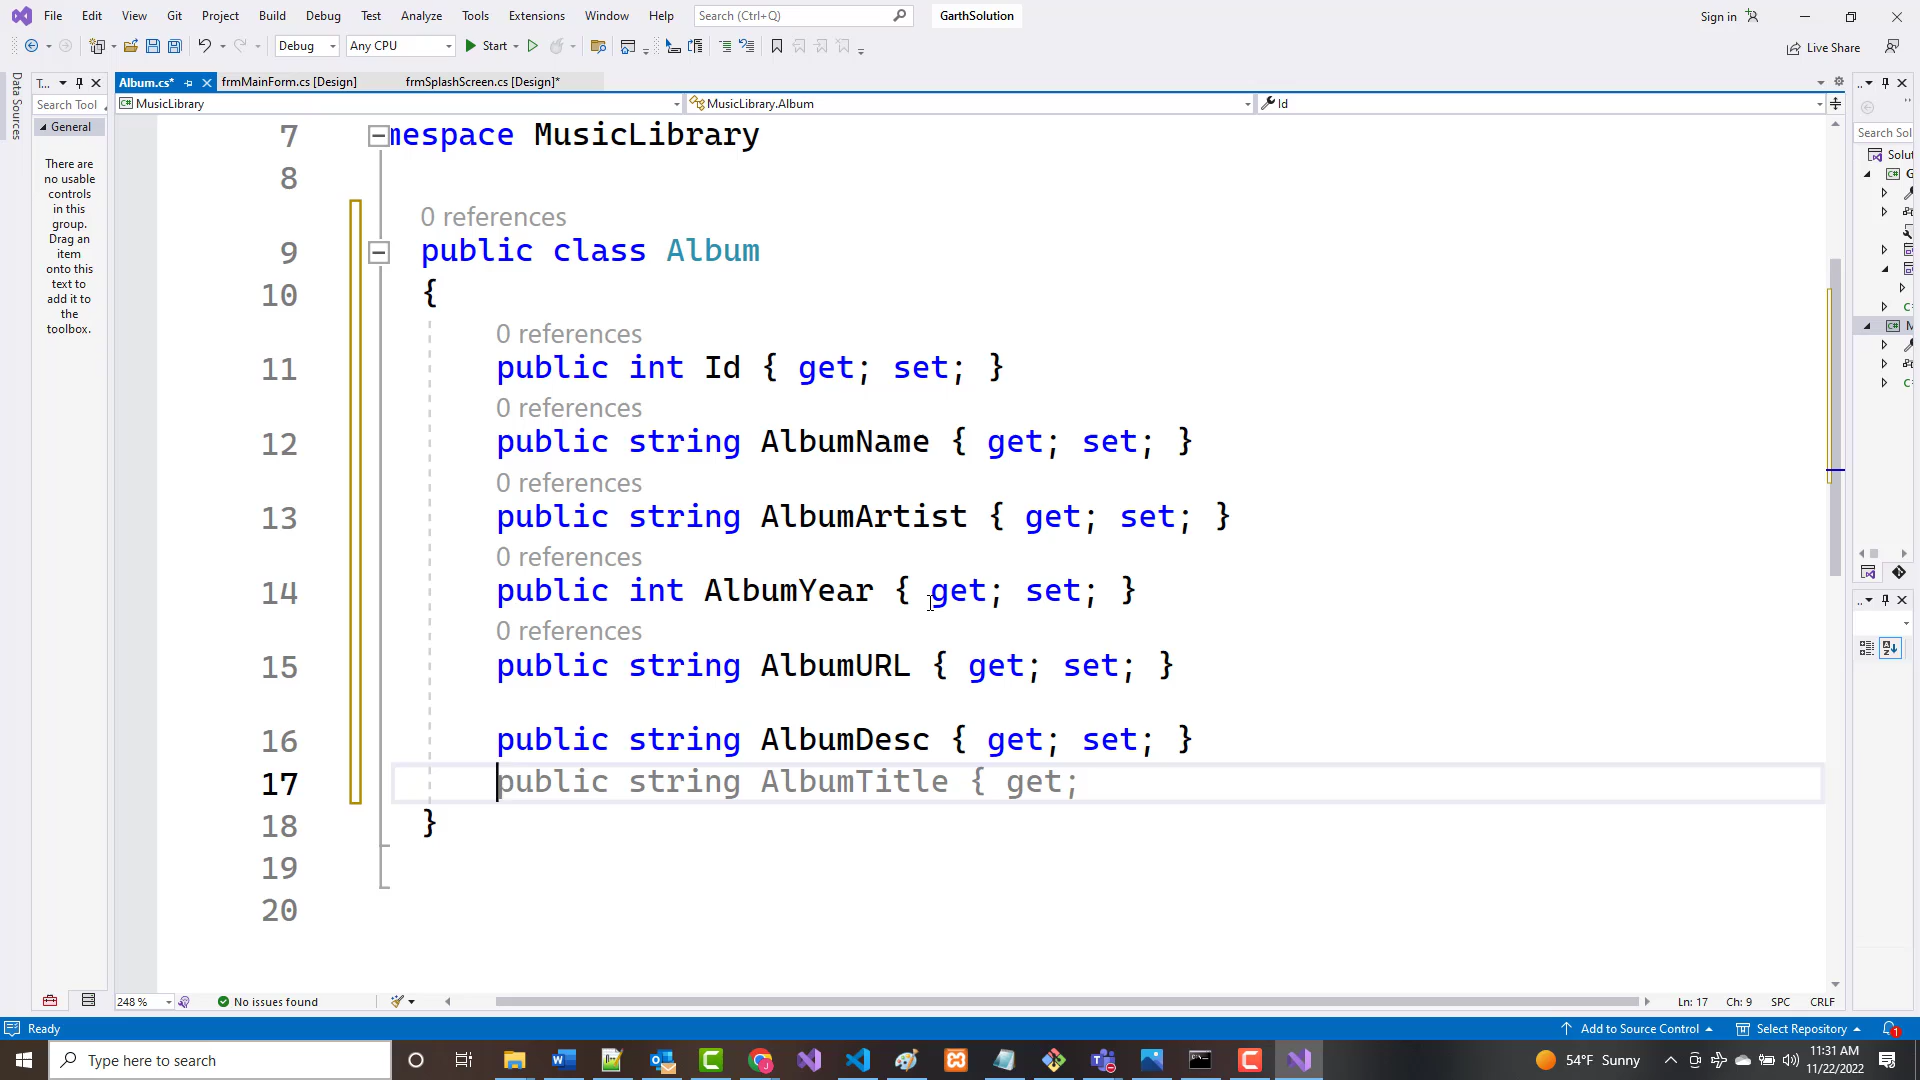 File Edit View Git Project Build Debug Test Analyze Tools Extensions Window Help Search (Ctrl+Q) GarthSolution Sign in
Debug Any CPU Start Live Share
Data Sources
T...
Album.cs* frmMainForm.cs [Design] frmSplashScreen.cs [Design]*
Search Tool MusicLibrary MusicLibrary.Album Id
General
There are
no usable
controls
in this
group.
Drag an
item
onto this
text to
add it to
the
toolbox.
7 mespace MusicLibrary
8
0 references
9 public class Album
10 {
0 references
11 public int Id { get; set; }
0 references
12 public string AlbumName { get; set; }
0 references
13 public string AlbumArtist { get; set; }
0 references
14 public int AlbumYear { get; set; }
0 references
15 public string AlbumURL { get; set; }
16 public string AlbumDesc { get; set; }
17 public string AlbumTitle { get;
18 }
19
20
Search Sol
Solut
248 % No issues found Ln: 17 Ch: 9 SPC CRLF
Ready Add to Source Control Select Repository 1
Type here to search 54°F Sunny 11:31 AM
11/22/2022